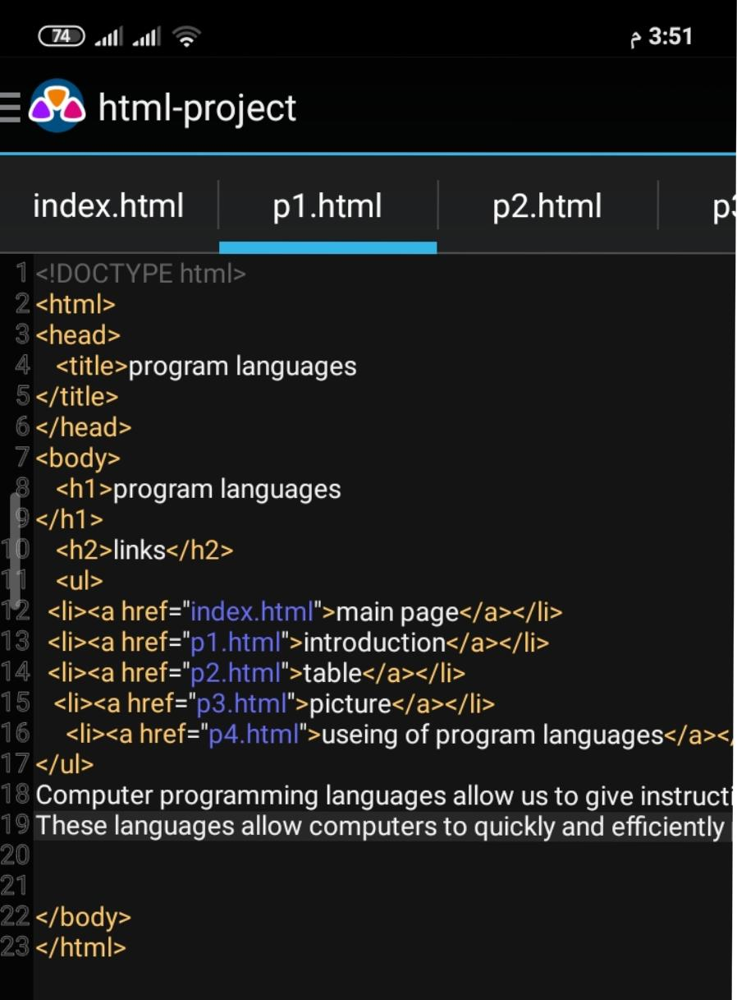 74 3:51 م
html-project
index.html p1.html p2.html p3
1 <!DOCTYPE html>
2 <html>
3 <head>
4 <title>program languages
5 </title>
6 </head>
7 <body>
8 <h1>program languages
9 </h1>
10 <h2>links</h2>
11 <ul>
12 <li><a href="index.html">main page</a></li>
13 <li><a href="p1.html">introduction</a></li>
14 <li><a href="p2.html">table</a></li>
15 <li><a href="p3.html">picture</a></li>
16 <li><a href="p4.html">useing of program languages</a><
17 </ul>
18 Computer programming languages allow us to give instructi
19 These languages allow computers to quickly and efficiently
20
21
22 </body>
23 </html>